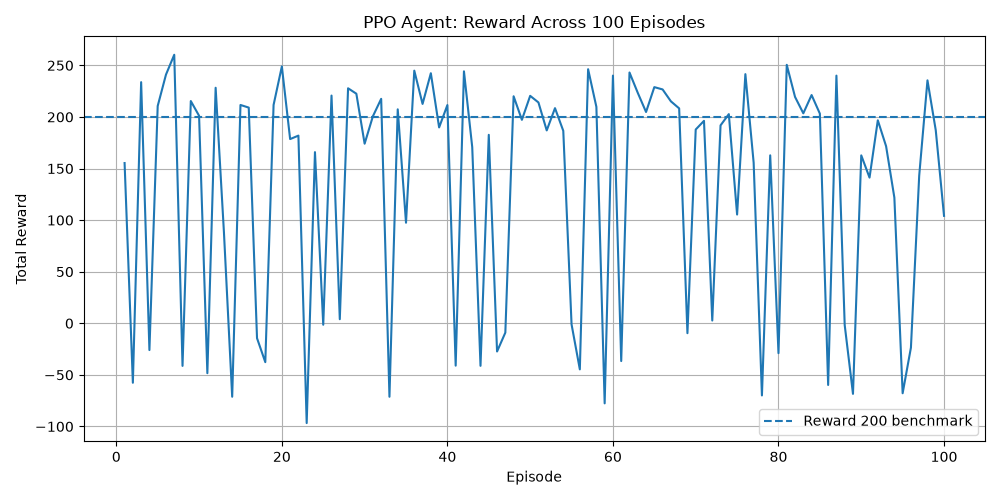 PPO Agent: Reward Across 100 Episodes
Total Reward
250
200
150
100
50
0
−50
−100
Reward 200 benchmark
0 20 40 60 80 100
Episode